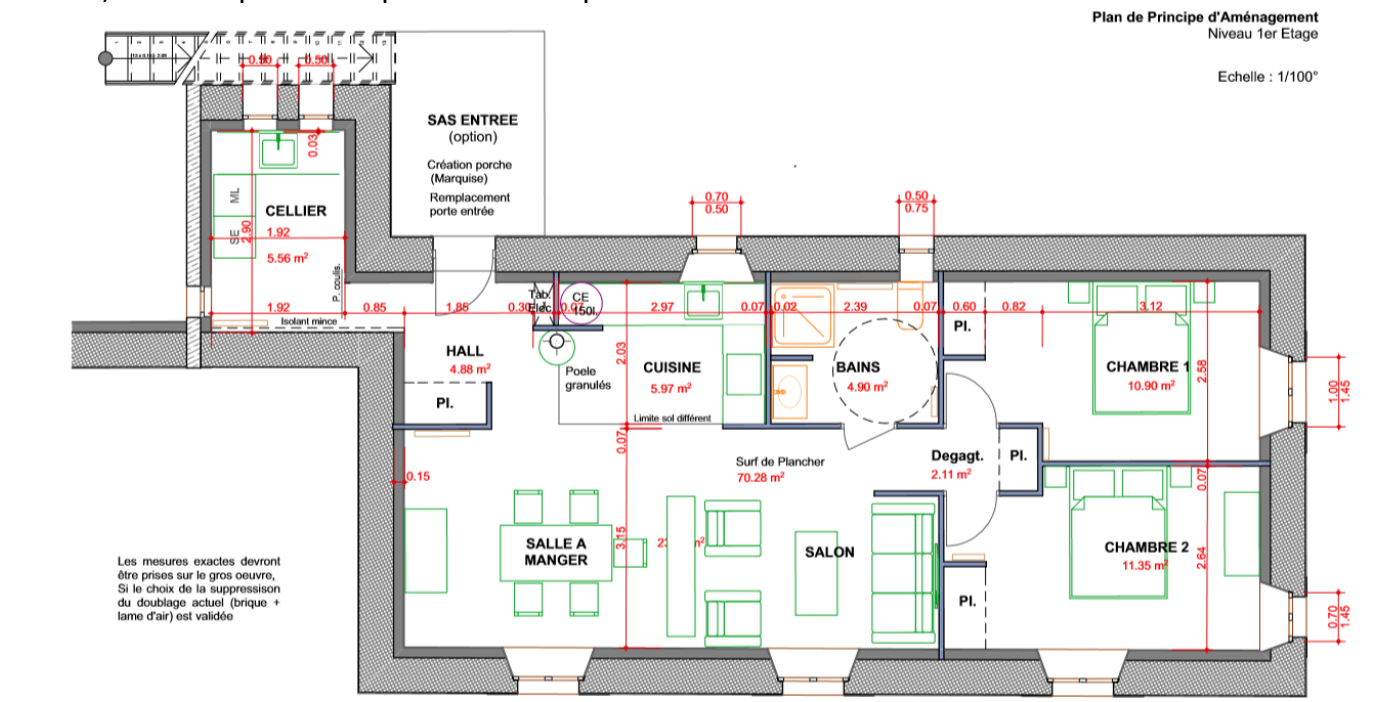 Plan de Principe d'Aménagement
Niveau 1er Etage
Echelle : 1/100°
0.50
0.50
SAS ENTREE
(option)
Création porche
(Marquise)
Remplacement
porte entrée
0.03
ML
SE
CELLIER
2.90
1.92
5.56 m²
P. coulis.
1.92
0.85
1.85
0.30
0.07
Isolant mince
Tab.
Elec.
CE
150l.
2.97
0.07
0.02
2.39
0.07
0.60
0.82
3.12
0.70
0.50
0.50
0.75
HALL
4.88 m²
Pl.
Poele
granulés
2.03
CUISINE
5.97 m²
Limite sol différent
BAINS
4.90 m²
Pl.
CHAMBRE 1
10.90 m²
2.58
1.00
1.45
0.07
0.15
Surf de Plancher
70.28 m²
Degagt.
2.11 m²
Pl.
0.07
SALLE A
MANGER
3.15
SALON
CHAMBRE 2
11.35 m²
2.64
Pl.
0.70
1.45
Les mesures exactes devront
être prises sur le gros oeuvre,
Si le choix de la suppressison
du doublage actuel (brique +
lame d'air) est validée